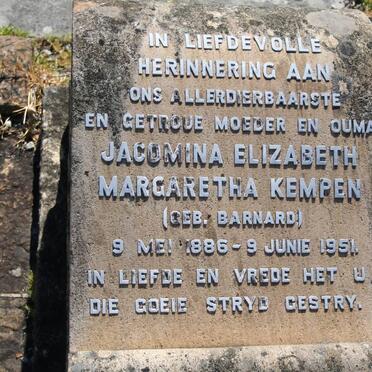 IN LIEFDEVOLLE
HERINNERING AAN
ONS ALLERDIERBAARSTE
EN GETROUE MOEDER EN OUMA
JACOMINA ELIZABETH
MARGARETHA KEMPEN
(GEB. BARNARD)
9 MEI 1886 - 9 JUNIE 1951.
IN LIEFDE EN VREDE HET U
DIE GOEIE STRYD GESTRY.